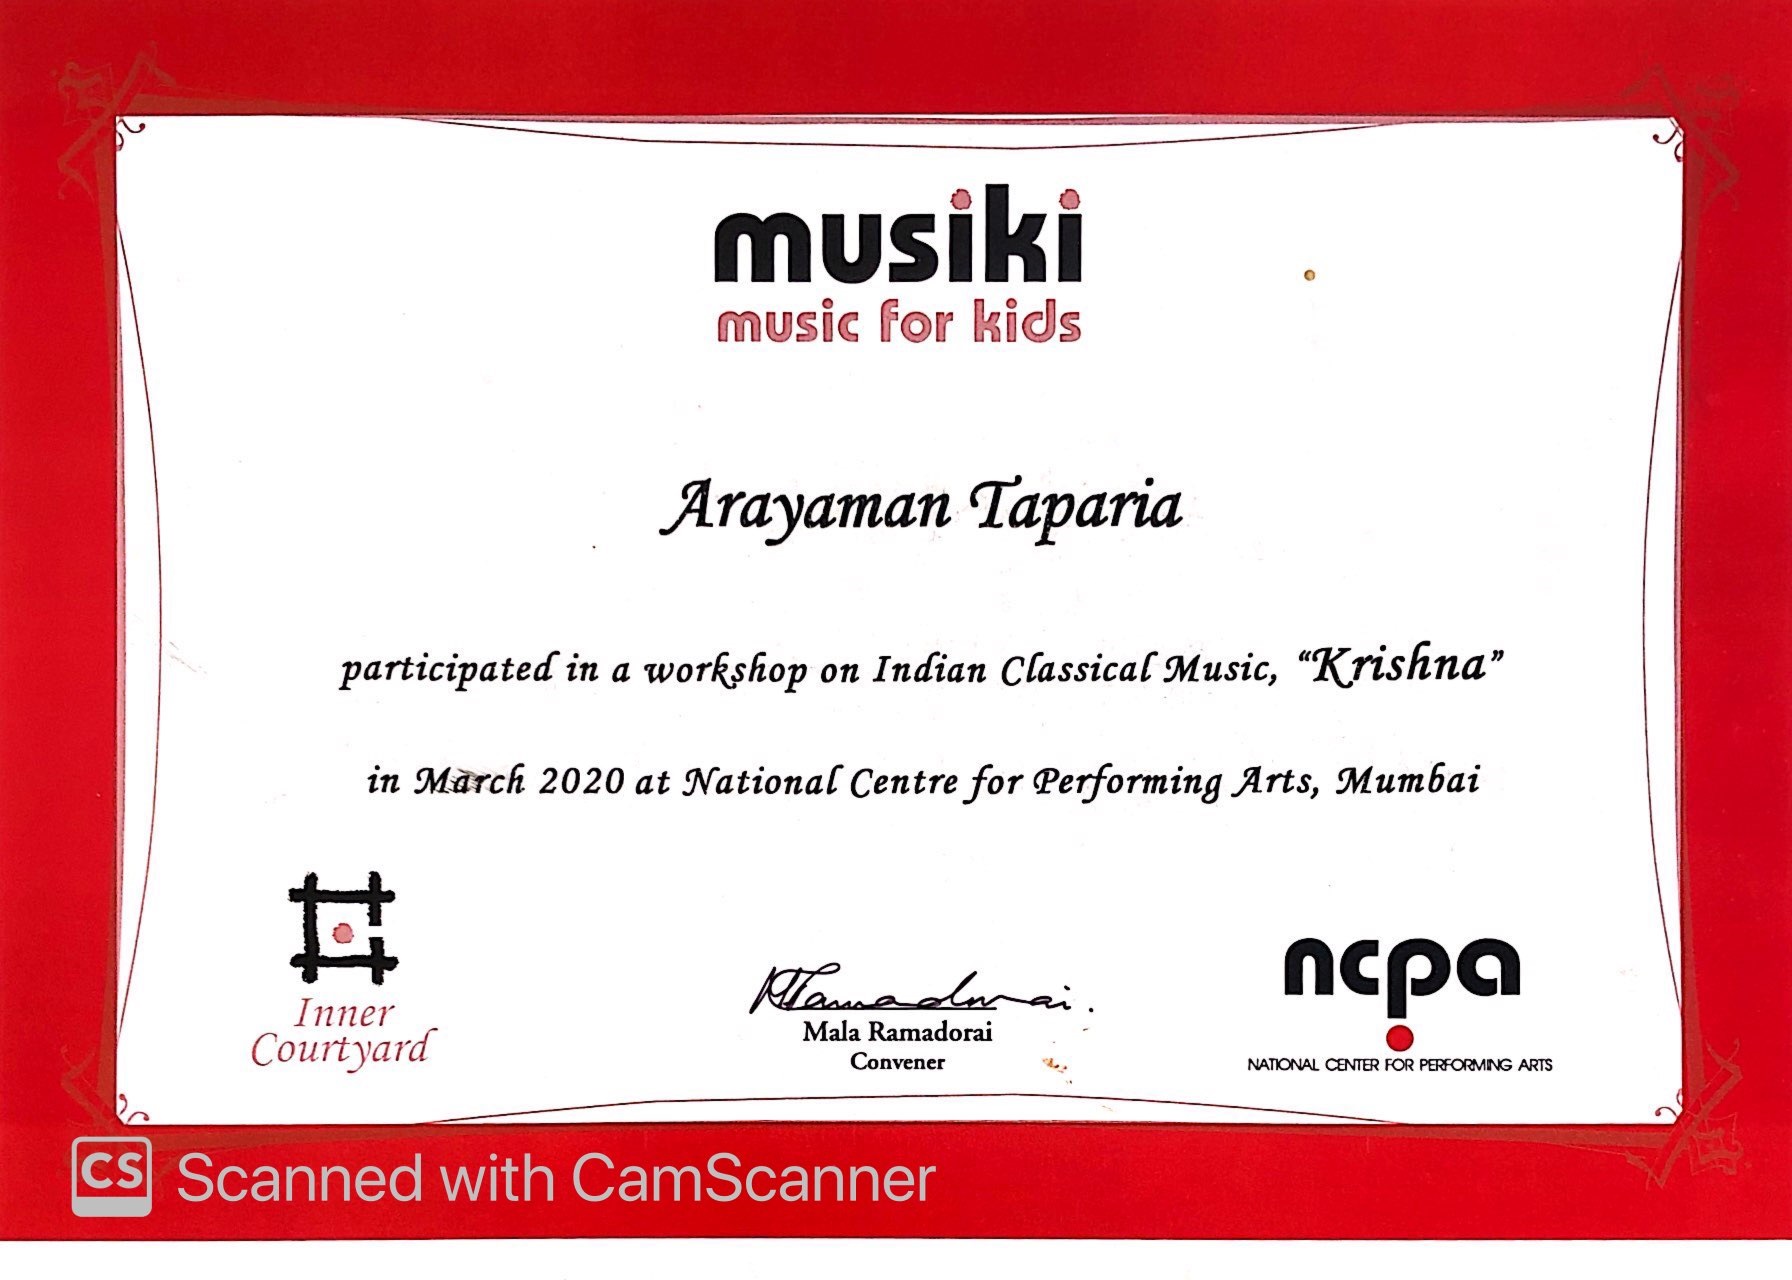 musiki
music for kids
Arayaman Taparia
participated in a workshop on Indian Classical Music, “Krishna”
in March 2020 at National Centre for Performing Arts, Mumbai
Inner
Courtyard
Ramadorai.
Mala Ramadorai
Convener
ncpa
NATIONAL CENTER FOR PERFORMING ARTS
CS Scanned with CamScanner